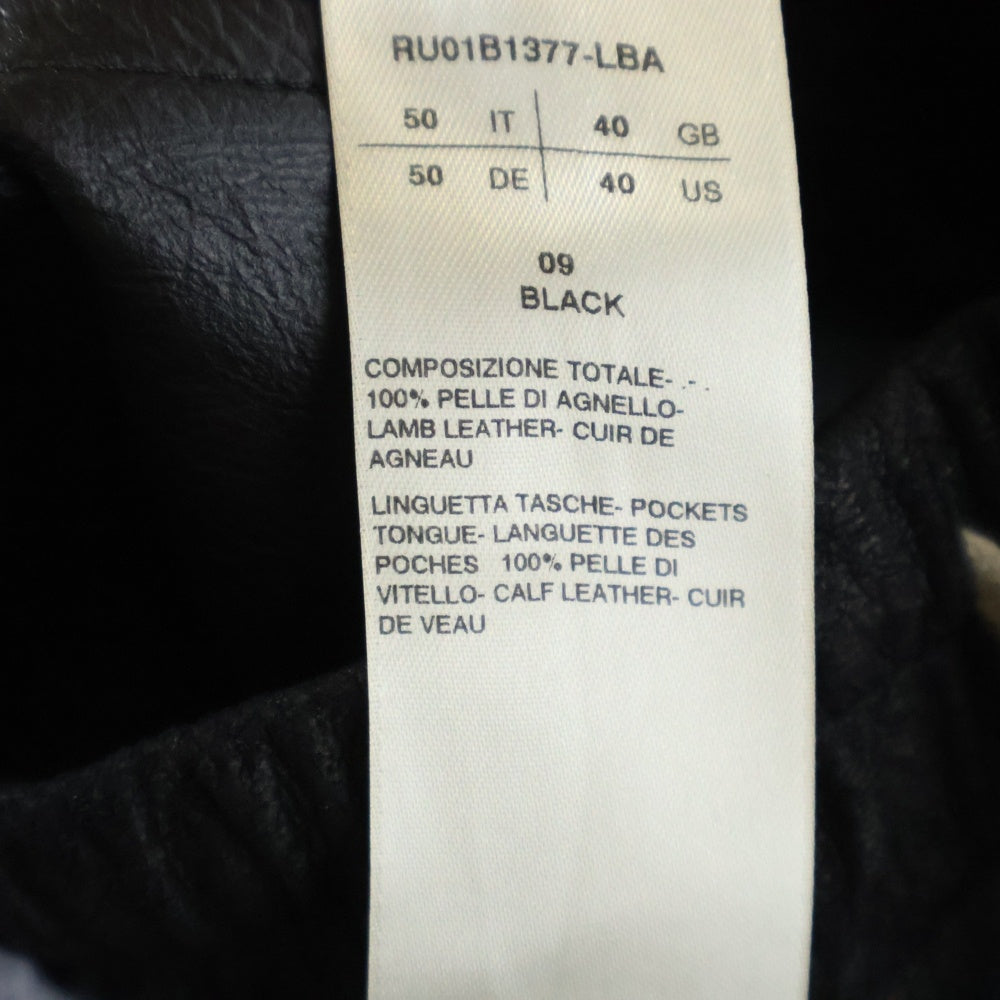 RU01B1377-LBA
50 IT 40 GB
50 DE 40 US
09
BLACK
COMPOSIZIONE TOTALE- .-.
100% PELLE DI AGNELLO-
LAMB LEATHER- CUIR DE
AGNEAU
LINGUETTA TASCHE- POCKETS
TONGUE- LANGUETTE DES
POCHES 100% PELLE DI
VITELLO- CALF LEATHER- CUIR
DE VEAU